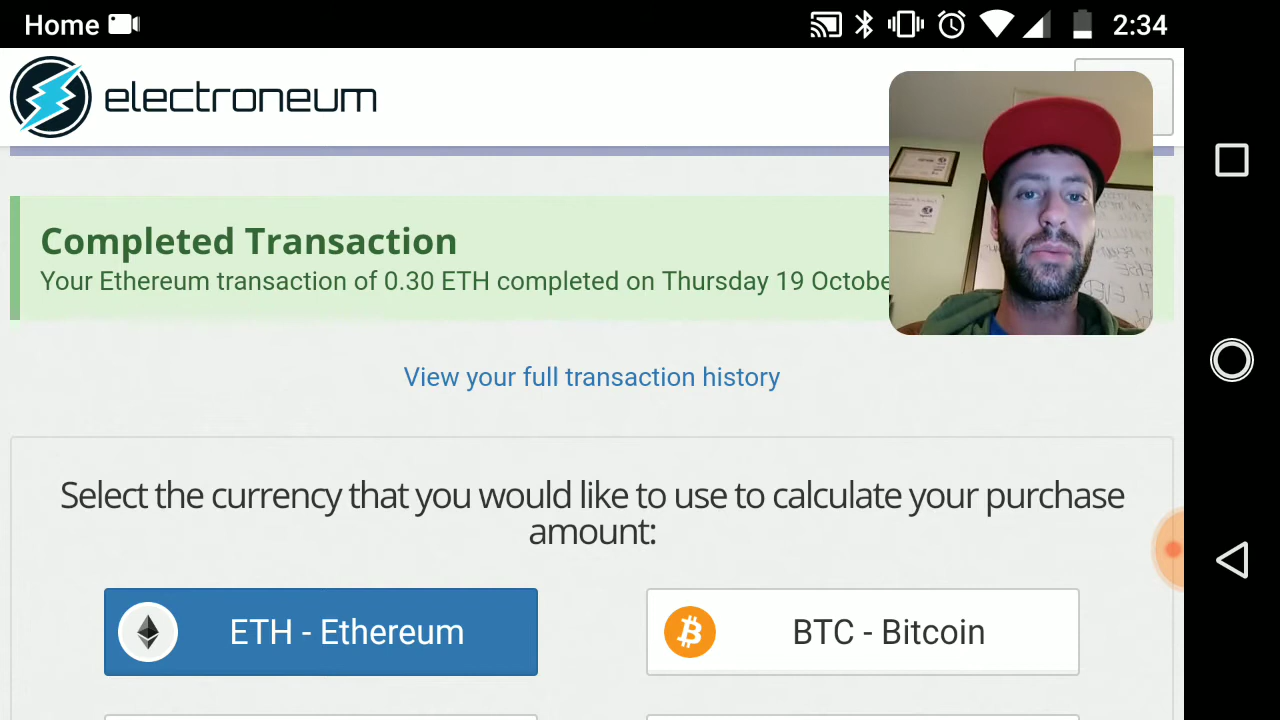 Home
2:34
electroneum
Completed Transaction
Your Ethereum transaction of 0.30 ETH completed on Thursday 19 Octobe
View your full transaction history
Select the currency that you would like to use to calculate your purchase
amount:
ETH - Ethereum
BTC - Bitcoin